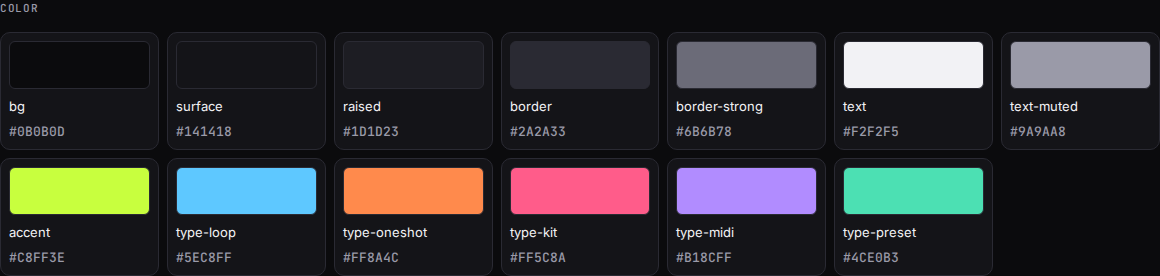 COLOR
bg
#0B0B0D
surface
#141418
raised
#1D1D23
border
#2A2A33
border-strong
#6B6B78
text
#F2F2F5
text-muted
#9A9AA8
accent
#C8FF3E
type-loop
#5EC8FF
type-oneshot
#FF8A4C
type-kit
#FF5C8A
type-midi
#B18CFF
type-preset
#4CE0B3